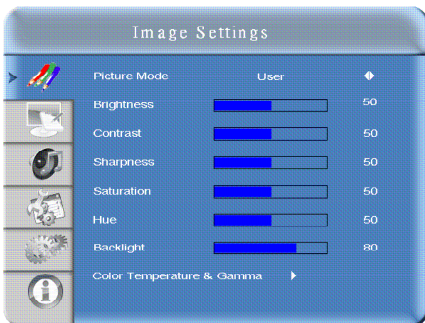 Image Settings
Picture Mode User
Brightness 50
Contrast 50
Sharpness 50
Saturation 50
Hue 50
Backlight 80
Color Temperature & Gamma